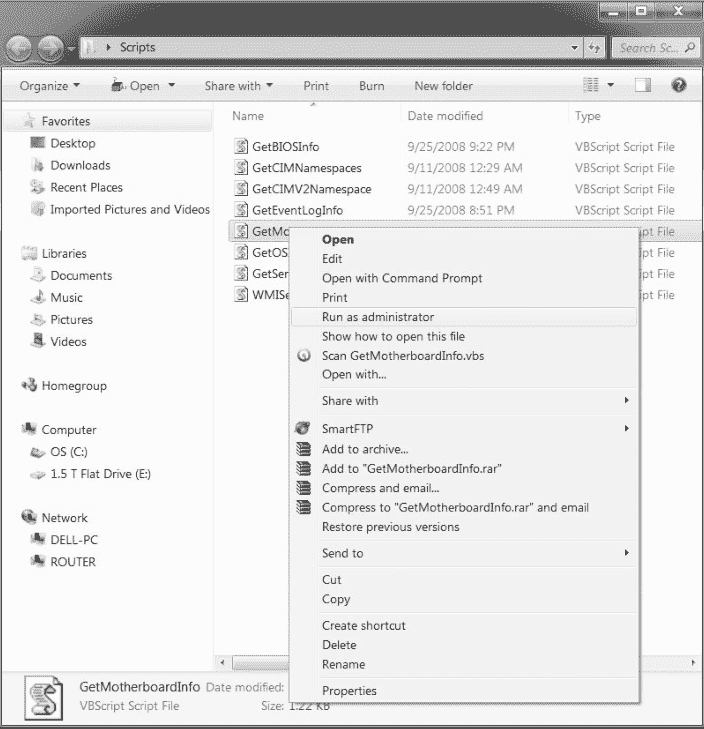 Scripts
Search Sc...
Organize Open Share with Print Burn New folder
Name Date modified Type
Favorites
Desktop
Downloads
Recent Places
Imported Pictures and Videos
Libraries
Documents
Music
Pictures
Videos
Homegroup
Computer
OS (C:)
1.5 T Flat Drive (E:)
Network
DELL-PC
ROUTER
GetBIOSInfo 9/25/2008 9:22 PM VBScript Script File
GetCIMNamespaces 9/11/2008 12:29 AM VBScript Script File
GetCIMV2Namespace 9/11/2008 12:49 AM VBScript Script File
GetEventLogInfo 9/25/2008 8:51 PM VBScript Script File
GetMo ipt File
GetOS ipt File
GetSer ipt File
WMISe ipt File
Open
Edit
Open with Command Prompt
Print
Run as administrator
Show how to open this file
Scan GetMotherboardInfo.vbs
Open with...
Share with
SmartFTP
Add to archive...
Add to "GetMotherboardInfo.rar"
Compress and email...
Compress to "GetMotherboardInfo.rar" and email
Restore previous versions
Send to
Cut
Copy
Create shortcut
Delete
Rename
Properties
GetMotherboardInfo Date modified:
VBScript Script File Size: 1.22 KB